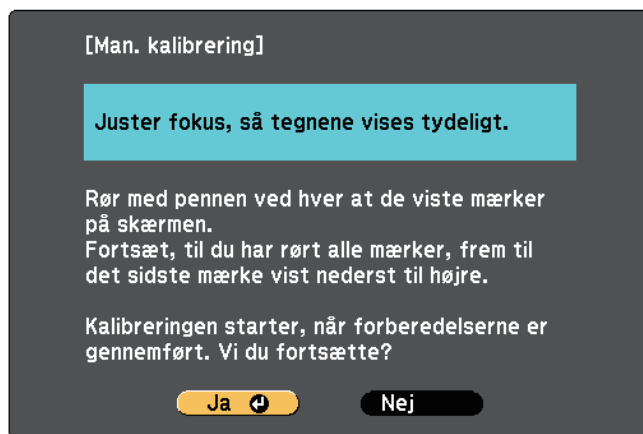 [Man. kalibrering]
Juster fokus, så tegnene vises tydeligt.
Rør med pennen ved hver at de viste mærker
på skærmen.
Fortsæt, til du har rørt alle mærker, frem til
det sidste mærke vist nederst til højre.
Kalibreringen starter, når forberedelserne er
gennemført. Vi du fortsætte?
Ja
Nej